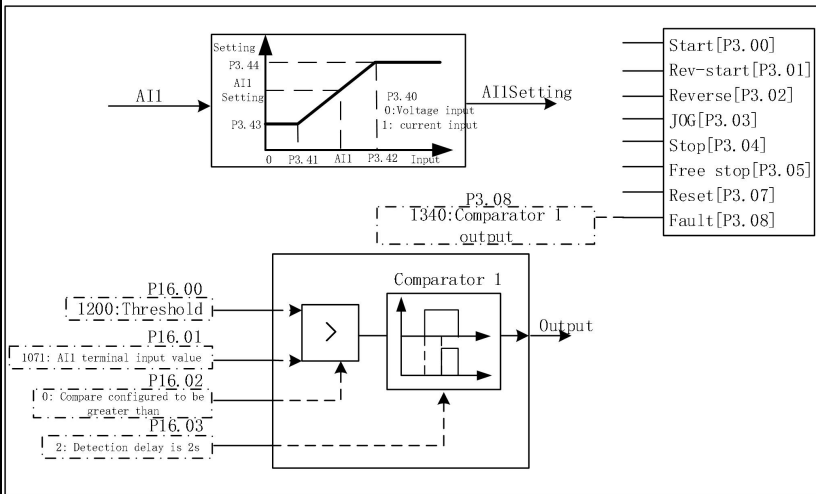 Setting
P3.44
AI1
Setting
P3.43
0
P3.41
AI1
P3.42
Input
P3.40
0:Voltage input
1: current input
AI1
AI1Setting
Start[P3.00]
Rev-start[P3.01]
Reverse[P3.02]
JOG[P3.03]
Stop[P3.04]
Free stop[P3.05]
Reset[P3.07]
Fault[P3.08]
P3.08
1340:Comparator 1
output
P16.00
1200:Threshold
P16.01
1071: AI1 terminal input value
P16.02
0: Compare configured to be
greater than
P16.03
2: Detection delay is 2s
>
Comparator 1
Output